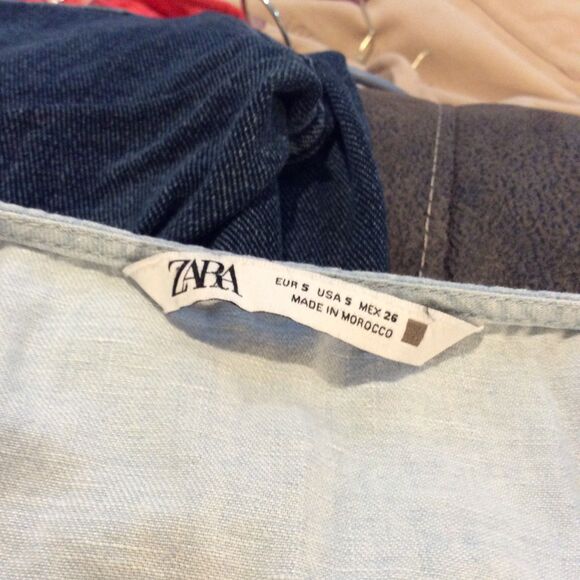 ZARA
EUR S USA S MEX 26
MADE IN MOROCCO